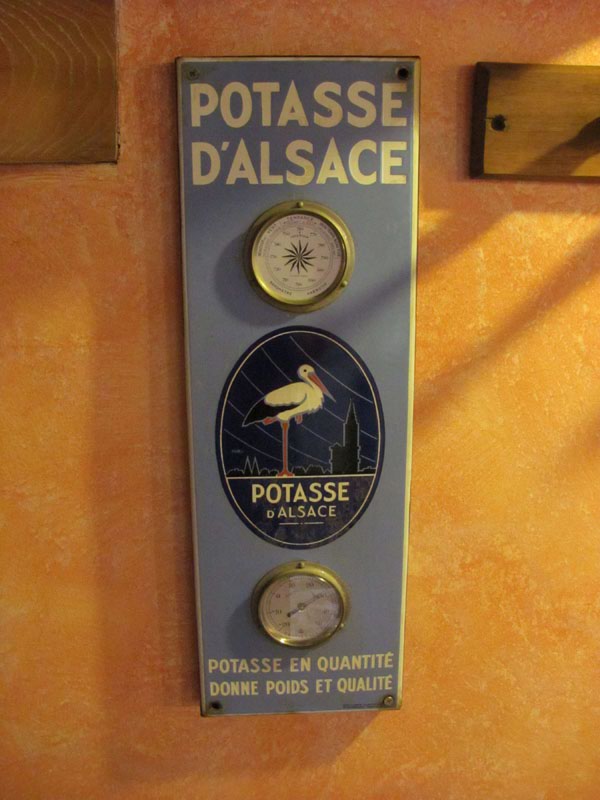 POTASSE
D'ALSACE
POTASSE
D'ALSACE
POTASSE EN QUANTITÉ
DONNE POIDS ET QUALITÉ